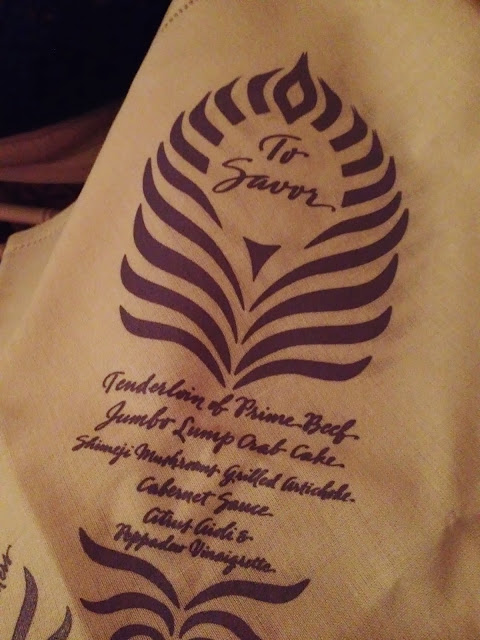 To
Savor
Tenderloin of Prime Beef
Jumbo Lump Crab Cake
Shimeji Mushrooms Grilled Artichoke
Cabernet Sauce
Citrus Aioli &
Peppadew Vinaigrette